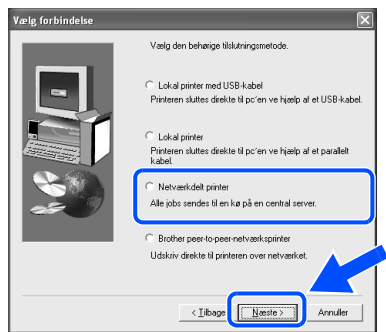 Vælg forbindelse
Vælg den behørige tilslutningsmetode.
Lokal printer med USB-kabel
Printeren sluttes direkte til pc'en ve hjælp af et USB-kabel.
Lokal printer
Printeren sluttes direkte til pc'en ve hjælp af et parallelt
kabel.
Netværkdelt printer
Alle jobs sendes til en kø på en central server.
Brother peer-to-peer-netværksprinter
Udskriv direkte til printeren over netværket.
< Tilbage Næste > Annuller